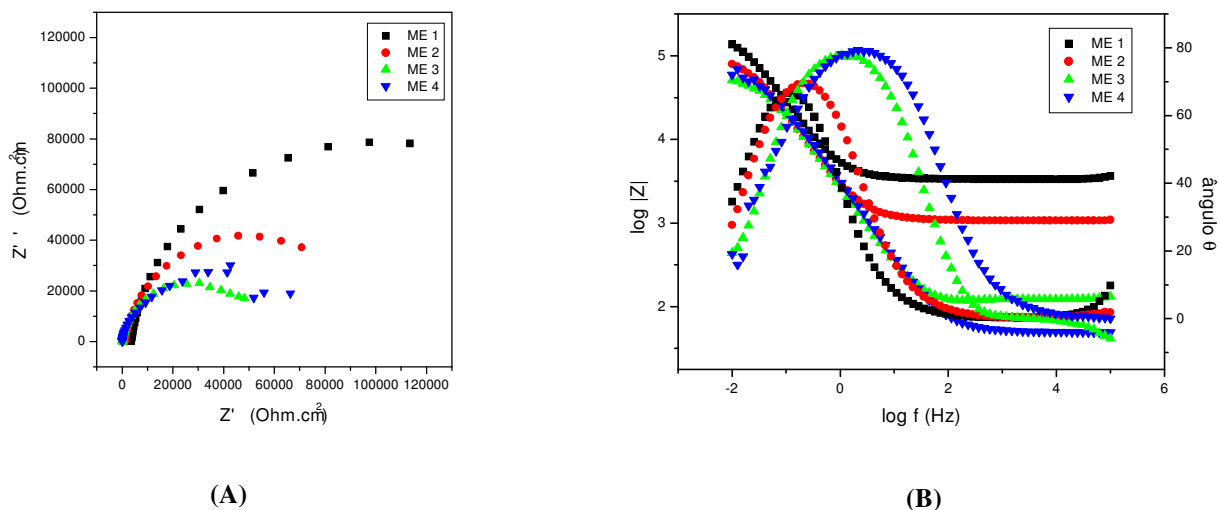 120000
100000
80000
60000
40000
20000
0
Z' ' (Ohm.cm²)
0 20000 40000 60000 80000 100000 120000
Z' (Ohm.cm²)
ME 1
ME 2
ME 3
ME 4
(A)
5
4
3
2
log |Z|
-2 0 2 4 6
log f (Hz)
80
60
40
20
0
ângulo θ
ME 1
ME 2
ME 3
ME 4
(B)